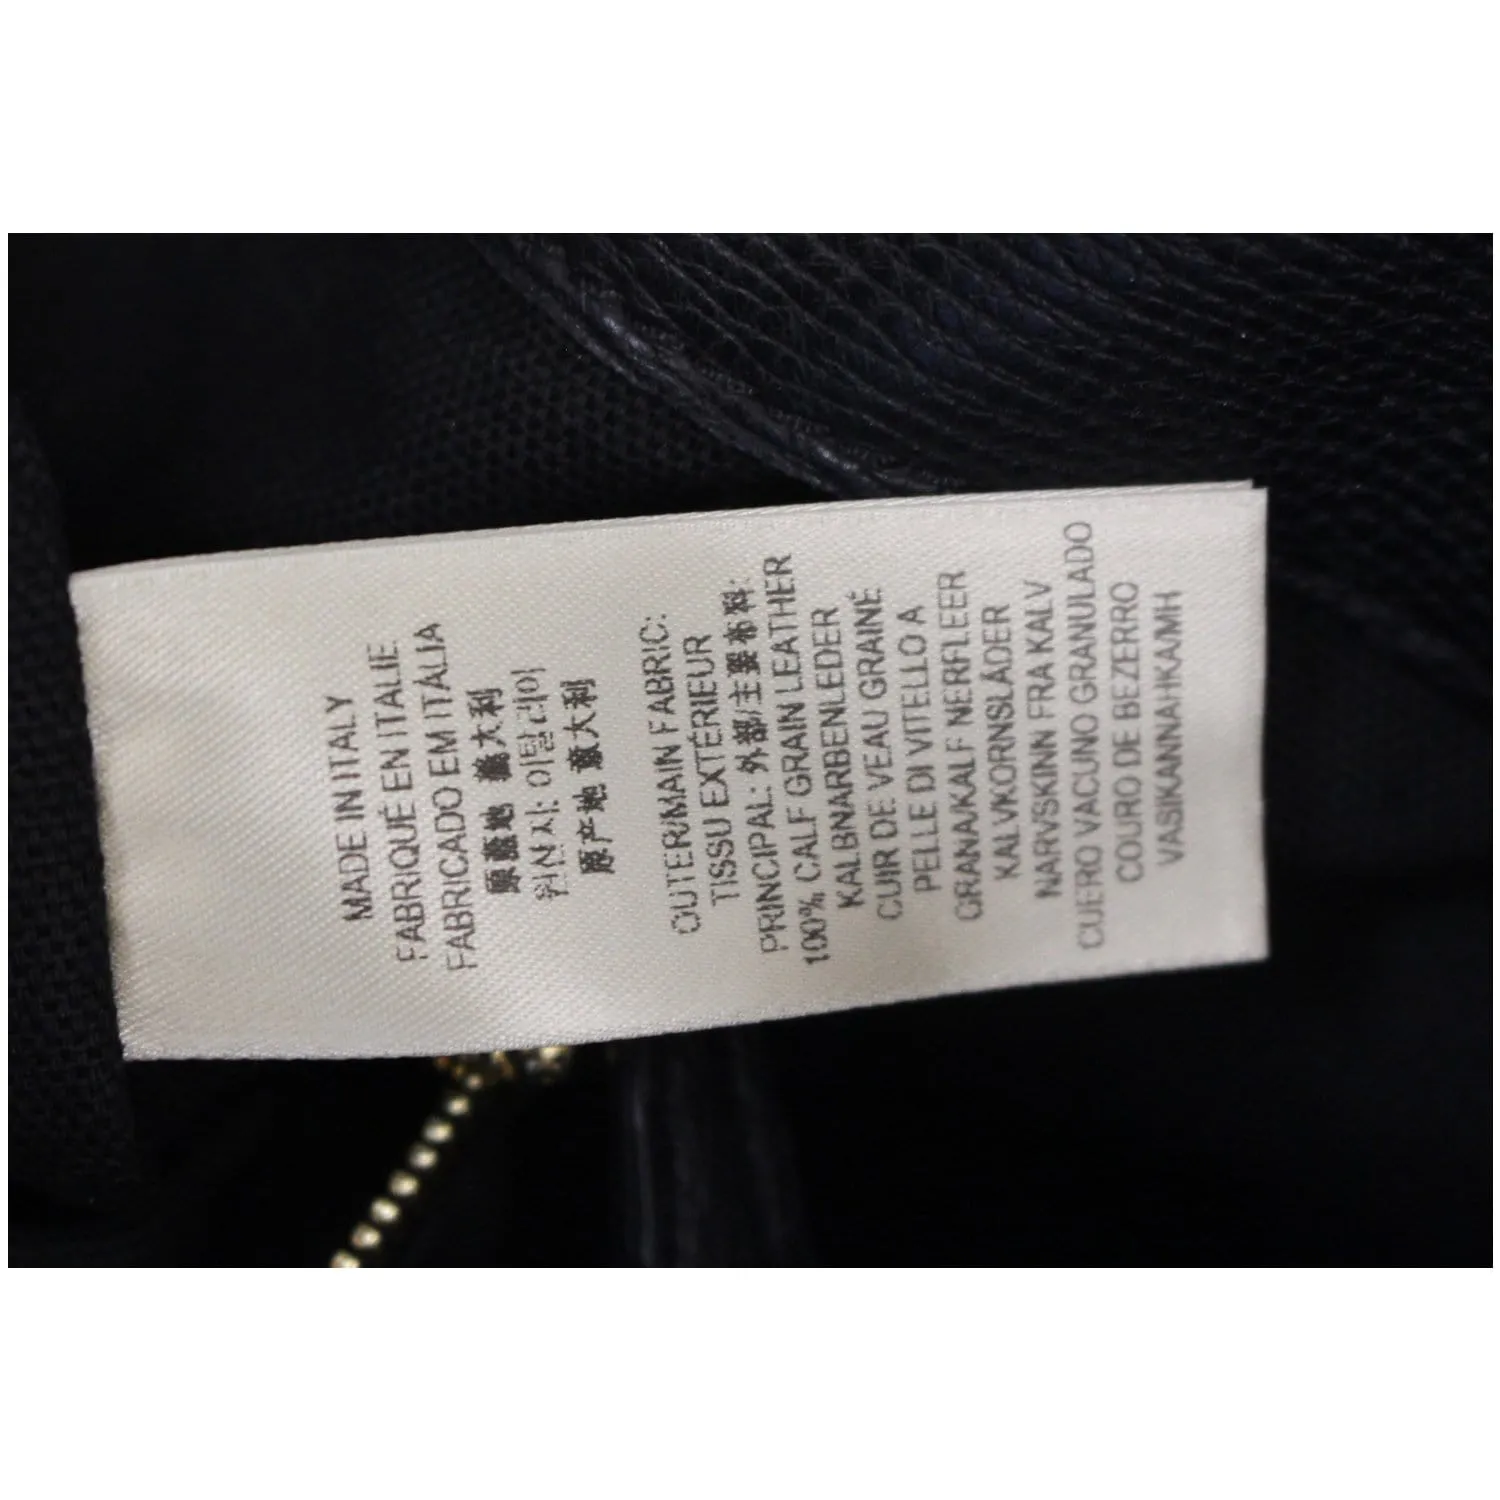 MADE IN ITALY
FABRIQUÉ EN ITALIE
FABRICADO EM ITÁLIA
原產地 義大利
원산지: 이탈리아
原产地 意大利
OUTER/MAIN FABRIC:
TISSU EXTÉRIEUR
PRINCIPAL: 外部/主要布料:
100% CALF GRAIN LEATHER
KALBNARBENLEDER
CUIR DE VEAU GRAINÉ
PELLE DI VITELLO A
GRANA/KALF NERFLEER
KALVKORNSLÄDER
NARVSKINN FRA KALV
CUERO VACUNO GRANULADO
COURO DE BEZERRO
VASIKANNAHKA/MH